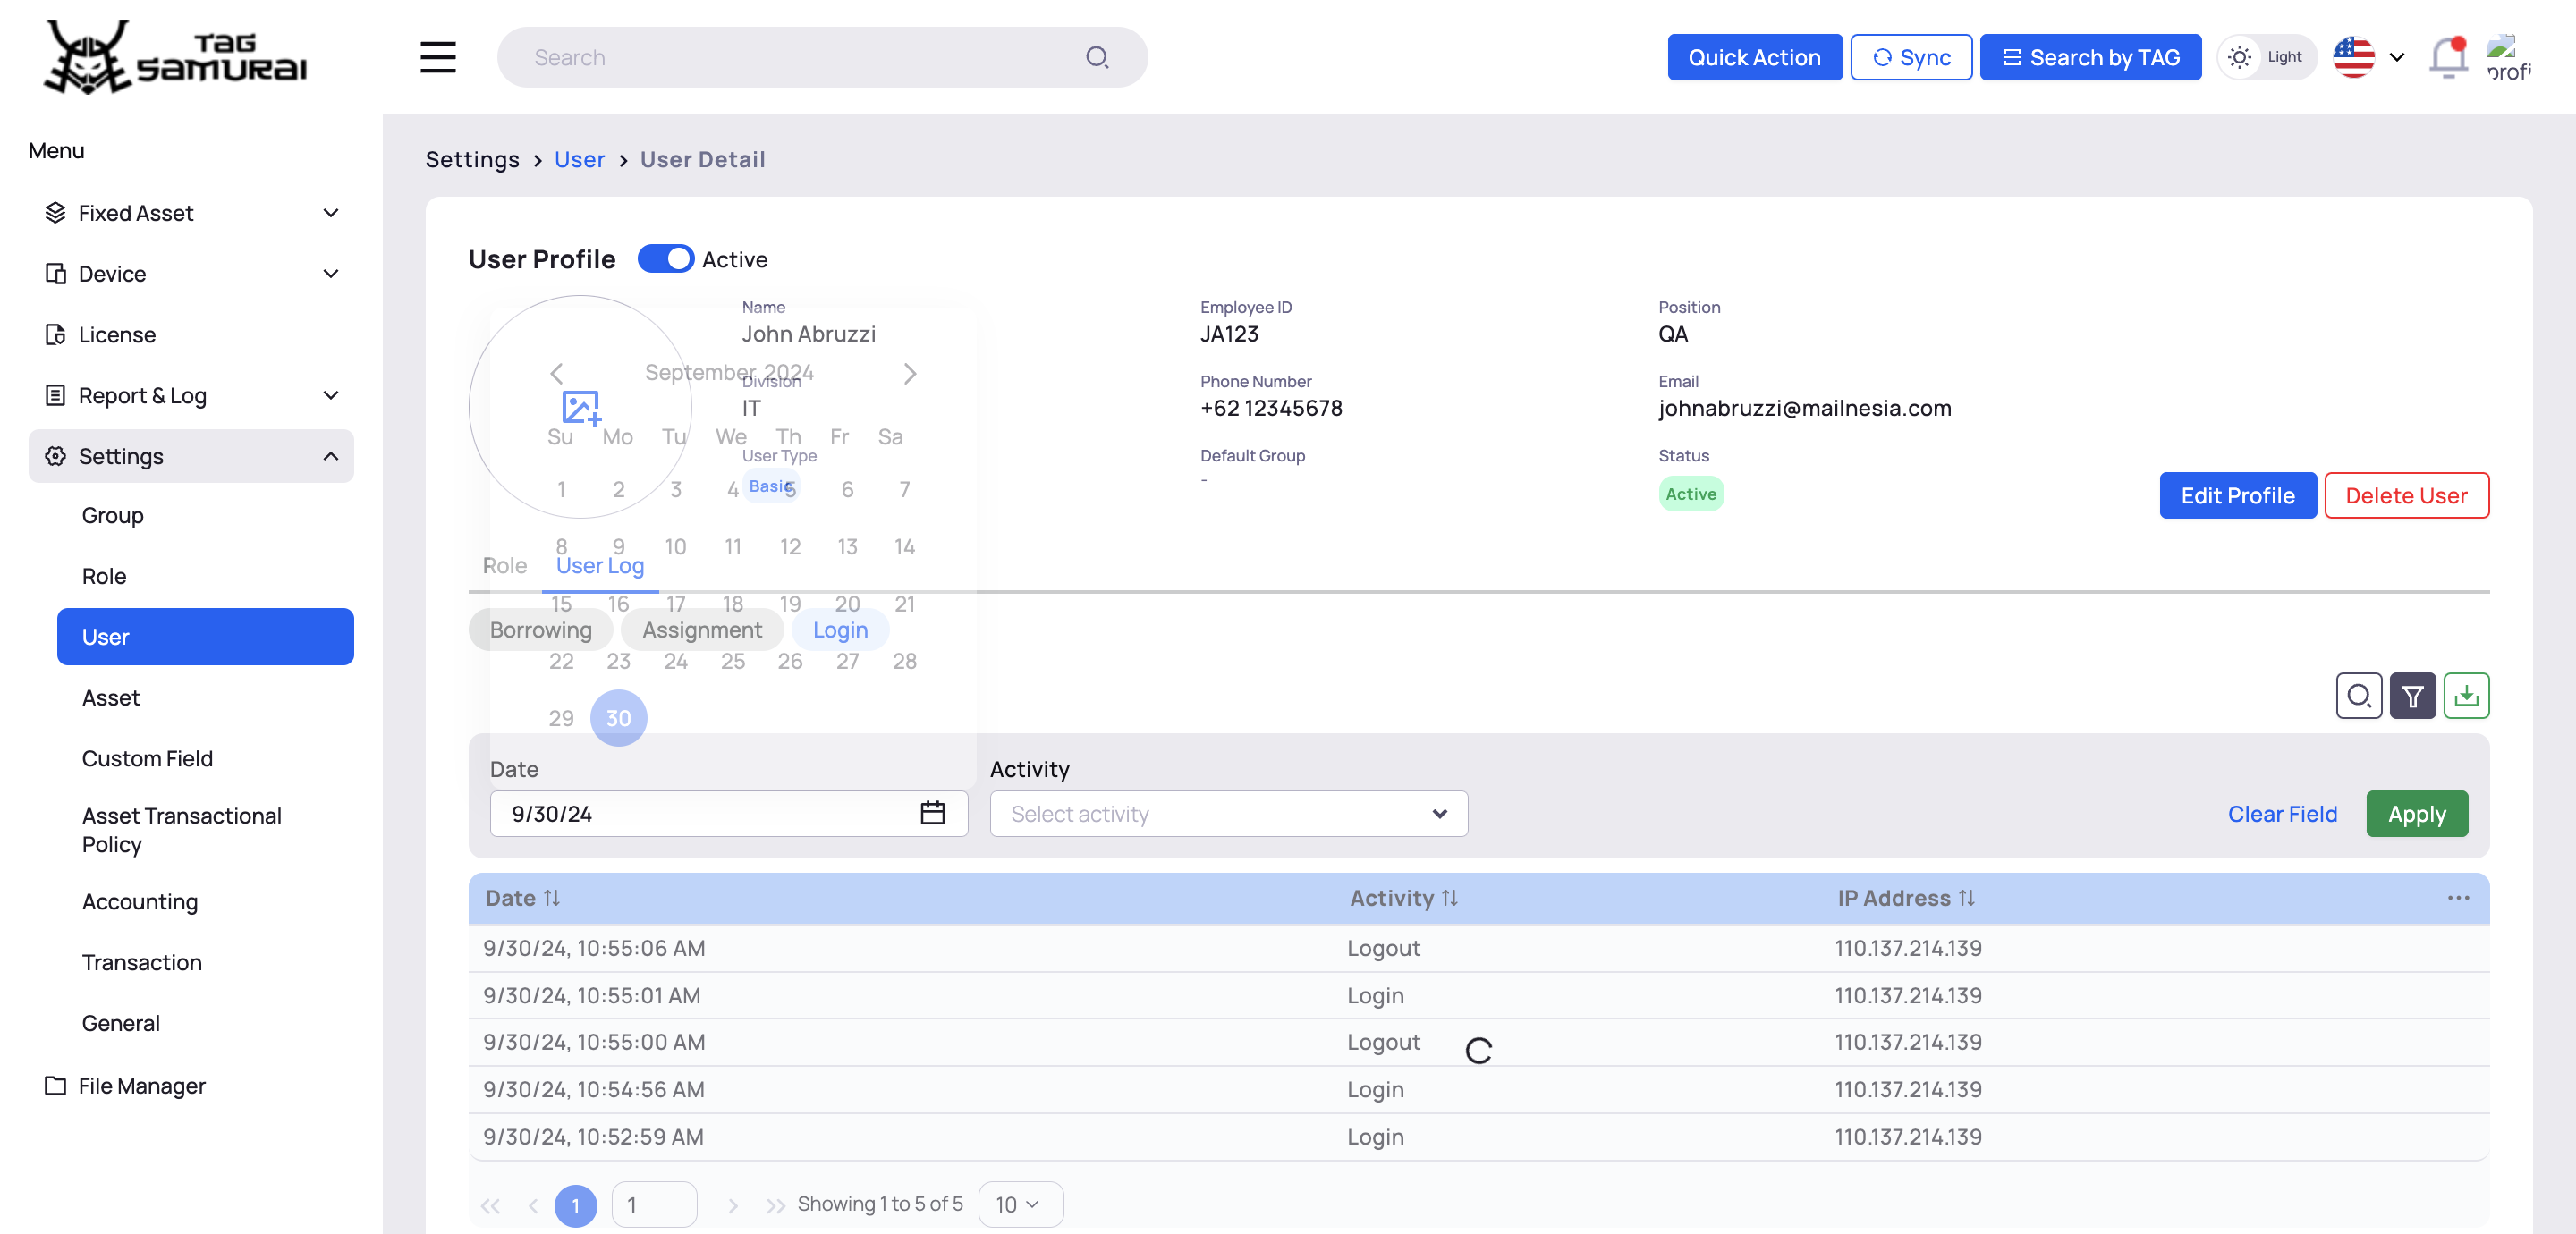 TAG SAMURAI
Search
Quick Action
Sync
Search by TAG
Light
profi
Menu
Fixed Asset
Device
License
Report & Log
Settings
Group
Role
User
Asset
Custom Field
Asset Transactional
Policy
Accounting
Transaction
General
File Manager
Settings > User > User Detail
User Profile Active
Name
John Abruzzi
Employee ID
JA123
Position
QA
Division
IT
Phone Number
+62 12345678
Email
johnabruzzi@mailnesia.com
User Type
Basic
Default Group
-
Status
Active
Edit Profile
Delete User
September 2024
Su Mo Tu We Th Fr Sa
1 2 3 4 5 6 7
8 9 10 11 12 13 14
15 16 17 18 19 20 21
22 23 24 25 26 27 28
29 30
Role User Log
Borrowing Assignment Login
Date
9/30/24
Activity
Select activity
Clear Field
Apply
Date Activity IP Address ...
9/30/24, 10:55:06 AM Logout 110.137.214.139
9/30/24, 10:55:01 AM Login 110.137.214.139
9/30/24, 10:55:00 AM Logout 110.137.214.139
9/30/24, 10:54:56 AM Login 110.137.214.139
9/30/24, 10:52:59 AM Login 110.137.214.139
1 1 Showing 1 to 5 of 5 10